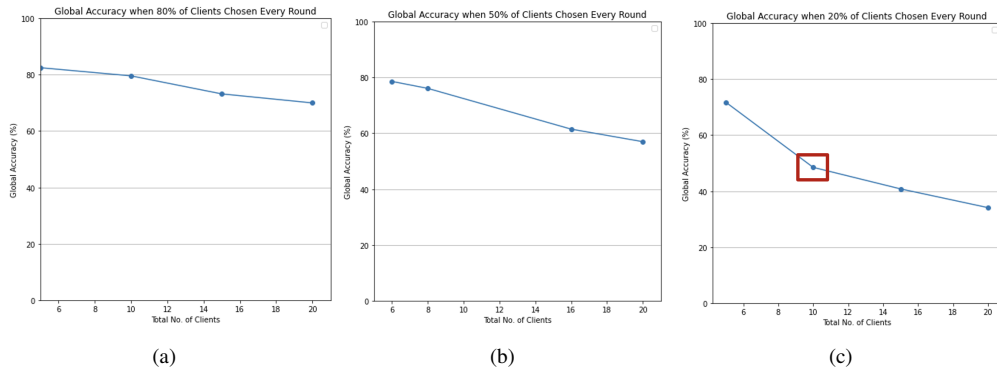 Global Accuracy when 80% of Clients Chosen Every Round
100
80
60
40
20
0
Global Accuracy (%)
6 8 10 12 14 16 18 20
Total No. of Clients
(a)
Global Accuracy when 50% of Clients Chosen Every Round
100
80
60
40
20
0
Global Accuracy (%)
6 8 10 12 14 16 18 20
Total No. of Clients
(b)
Global Accuracy when 20% of Clients Chosen Every Round
100
80
60
40
20
0
Global Accuracy (%)
6 8 10 12 14 16 18 20
Total No. of Clients
(c)